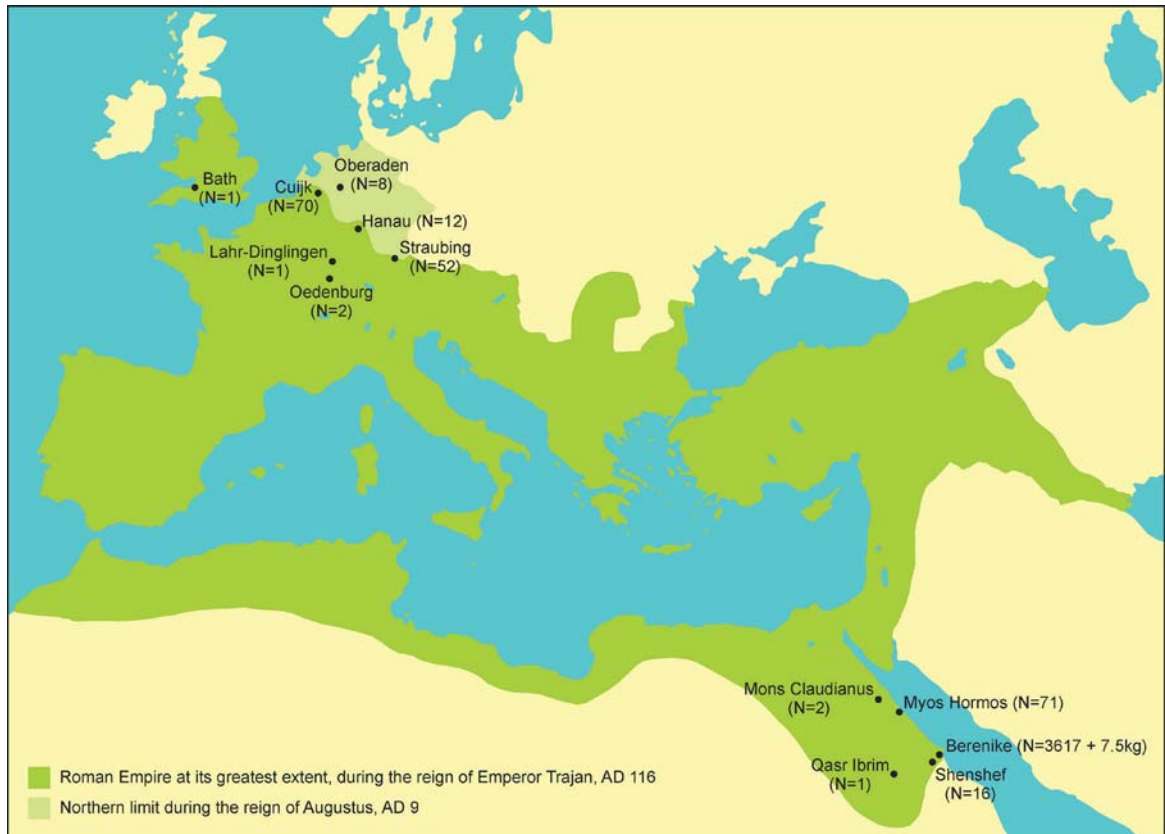 Bath
(N=1)
Cuijk
(N=70)
Oberaden
(N=8)
Hanau (N=12)
Lahr-Dinglingen
(N=1)
Straubing
(N=52)
Oedenburg
(N=2)
Mons Claudianus
(N=2)
Myos Hormos (N=71)
Berenike (N=3617 + 7.5kg)
Qasr Ibrim
(N=1)
Shenshef
(N=16)
Roman Empire at its greatest extent, during the reign of Emperor Trajan, AD 116
Northern limit during the reign of Augustus, AD 9